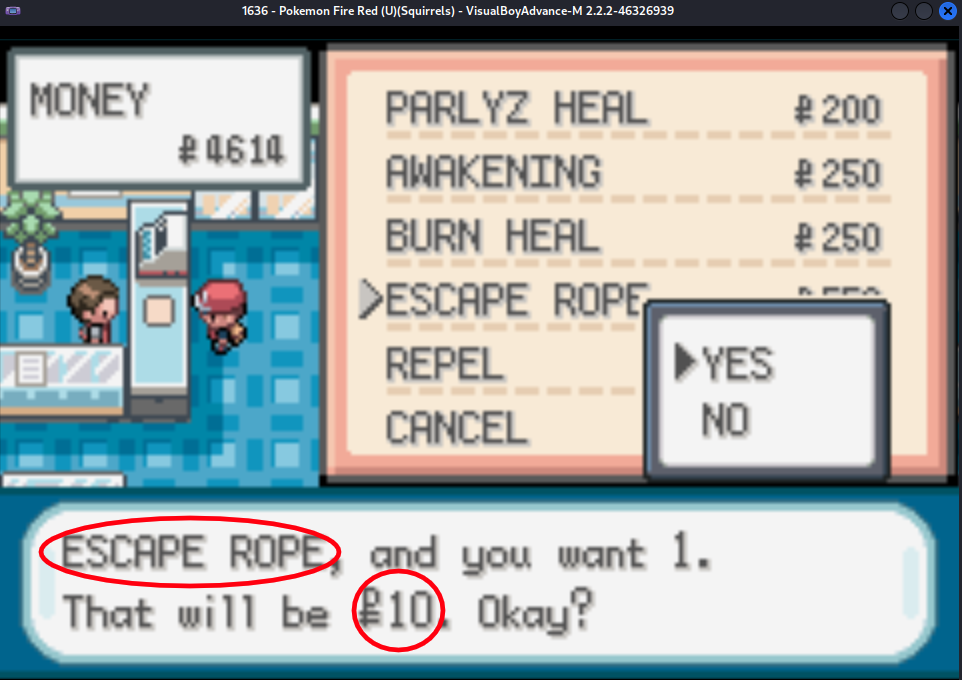 1636 - Pokemon Fire Red (U)(Squirrels) - VisualBoyAdvance-M 2.2.2-46326939
MONEY
₽4614
PARLYZ HEAL ₽200
AWAKENING ₽250
BURN HEAL ₽250
ESCAPE ROPE
REPEL
CANCEL
YES
NO
ESCAPE ROPE, and you want 1.
That will be ₽10. Okay?